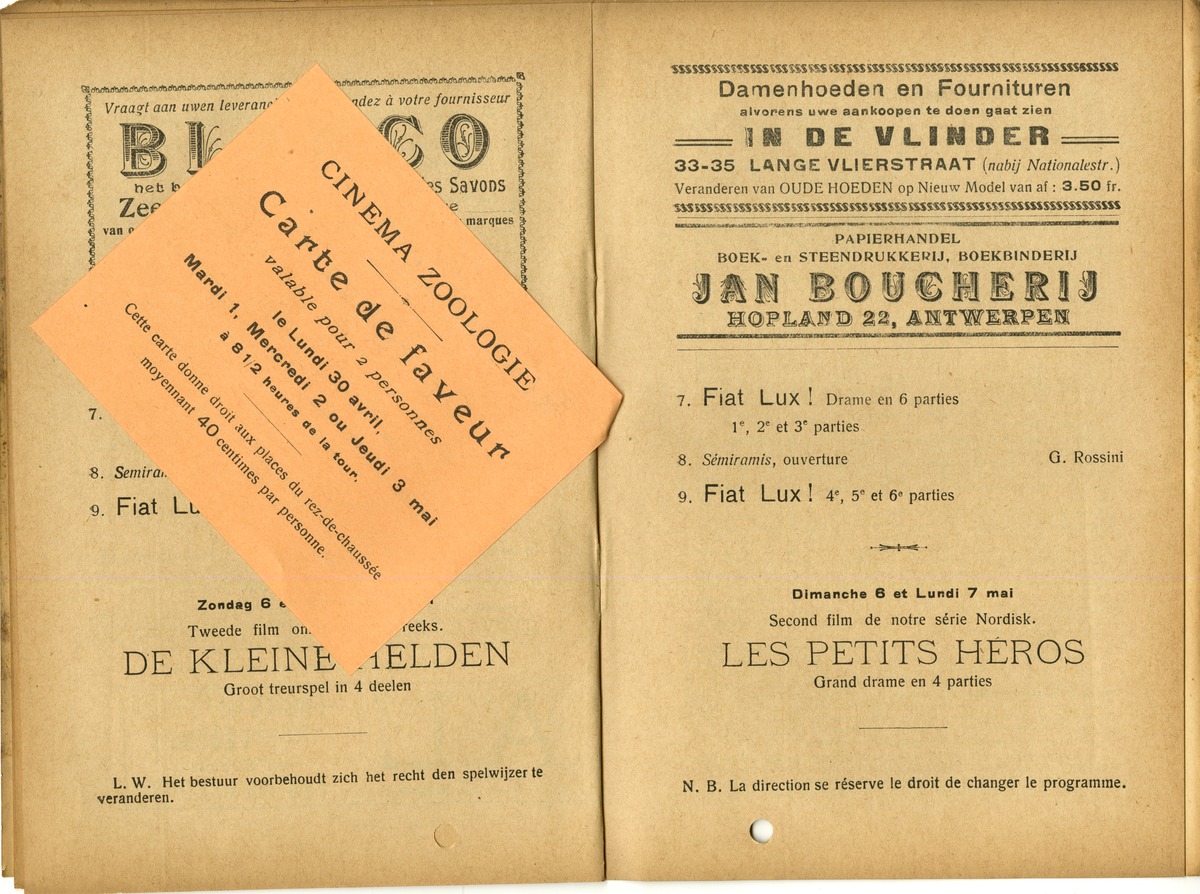 Vraagt aan uwen
à votre fournisseur
het
Savons
van
marques
7.
8.
9. Fiat
Zondag 6
Tweede film
DE KLEINE HELDEN
Groot treurspel in 4 deelen
L. W. Het bestuur voorbehoudt zich het recht den spelwijzer te
veranderen.
CINEMA ZOOLOGIE
Carte de faveur
valable pour 2 personnes
le Lundi 30 avril,
Mardi 1, Mercredi 2 ou Jeudi 3 mai
à 8 1/2 heures de la tour.
Cette carte donne droit aux places du rez-de-chaussée
moyennant 40 centimes par personne.
Damenhoeden en Fournituren
alvorens uwe aankoopen te doen gaat zien
IN DE VLINDER
33-35 LANGE VLIERSTRAAT (nabij Nationalestr.)
Veranderen van OUDE HOEDEN op Nieuw Model van af : 3.50 fr.
PAPIERHANDEL
BOEK- en STEENDRUKKERIJ, BOEKBINDERIJ
JAN BOUCHERIJ
HOPLAND 22, ANTWERPEN
7. Fiat Lux ! Drame en 6 parties
1e, 2e et 3e parties
8. Sémiramis, ouverture G. Rossini
9. Fiat Lux ! 4e, 5e et 6e parties
Dimanche 6 et Lundi 7 mai
Second film de notre série Nordisk.
LES PETITS HÉROS
Grand drame en 4 parties
N. B. La direction se réserve le droit de changer le programme.